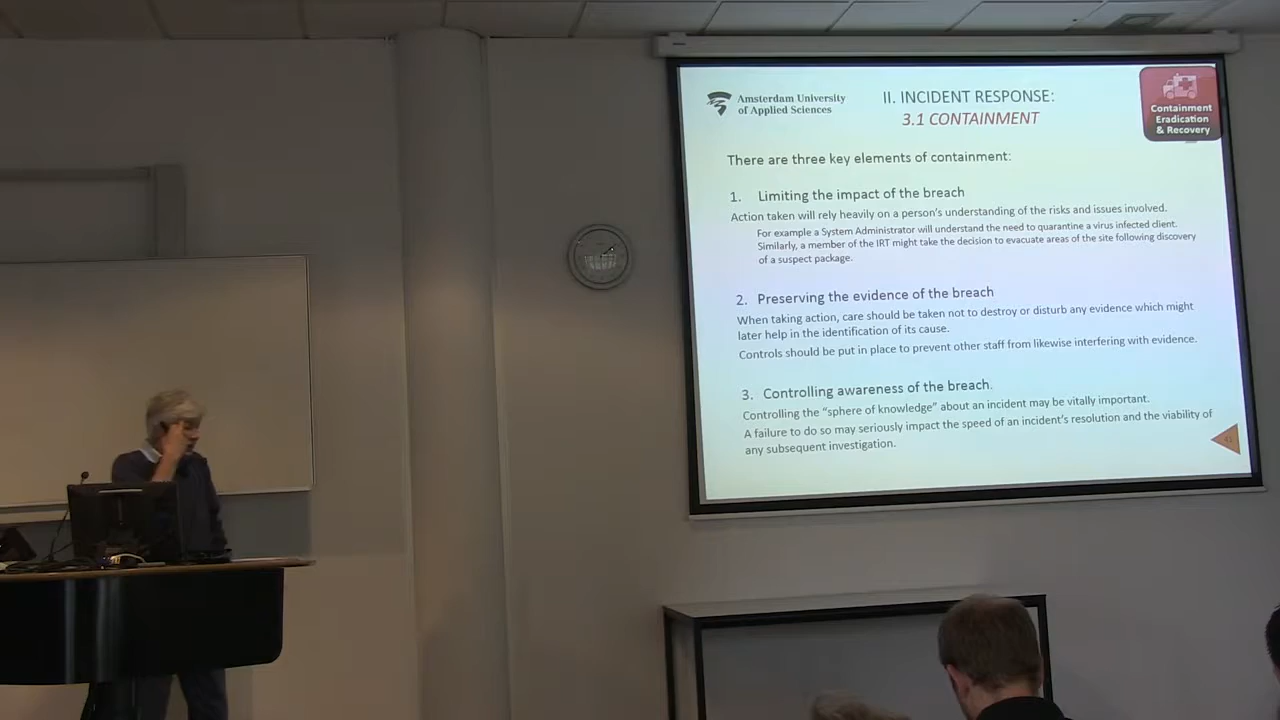 Amsterdam University
of Applied Sciences
II. INCIDENT RESPONSE:
3.1 CONTAINMENT
Containment
Eradication
& Recovery
There are three key elements of containment:
1. Limiting the impact of the breach
Action taken will rely heavily on a person's understanding of the risks and issues involved.
For example a System Administrator will understand the need to quarantine a virus infected client.
Similarly, a member of the IRT might take the decision to evacuate areas of the site following discovery
of a suspect package.
2. Preserving the evidence of the breach
When taking action, care should be taken not to destroy or disturb any evidence which might
later help in the identification of its cause.
Controls should be put in place to prevent other staff from likewise interfering with evidence.
3. Controlling awareness of the breach.
Controlling the "sphere of knowledge" about an incident may be vitally important.
A failure to do so may seriously impact the speed of an incident's resolution and the viability of
any subsequent investigation.